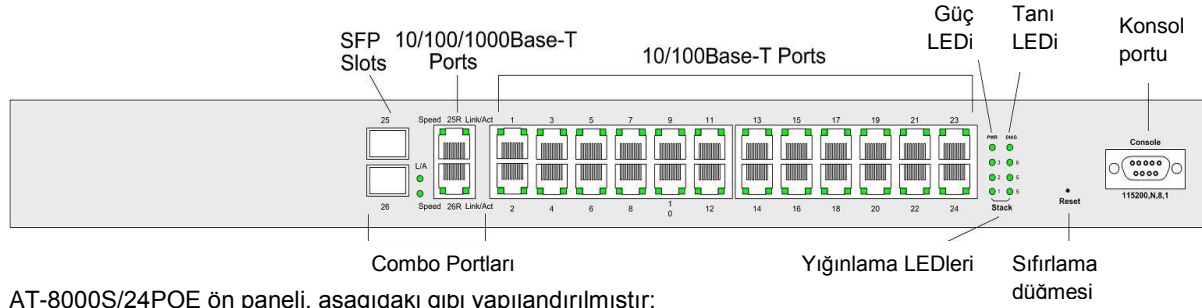 Güç
LEDi
Tanı
LEDi
Konsol
portu
SFP
Slots
10/100/1000Base-T
Ports
10/100Base-T Ports
25
Speed 25R Link/Act
1 3 5 7 9 11
13 15 17 19 21 23
PWR DIAG
Console
L/A
3 6
2 5
1 5
26
Speed 26R Link/Act
2 4 6 8 1
0 12
14 16 18 20 22 24
Stack
Reset
115200,N,8,1
Combo Portları
Yığınlama LEDleri
Sıfırlama
düğmesi
AT-8000S/24POE ön paneli, aşağıdaki gibi yapılandırılmıştır: